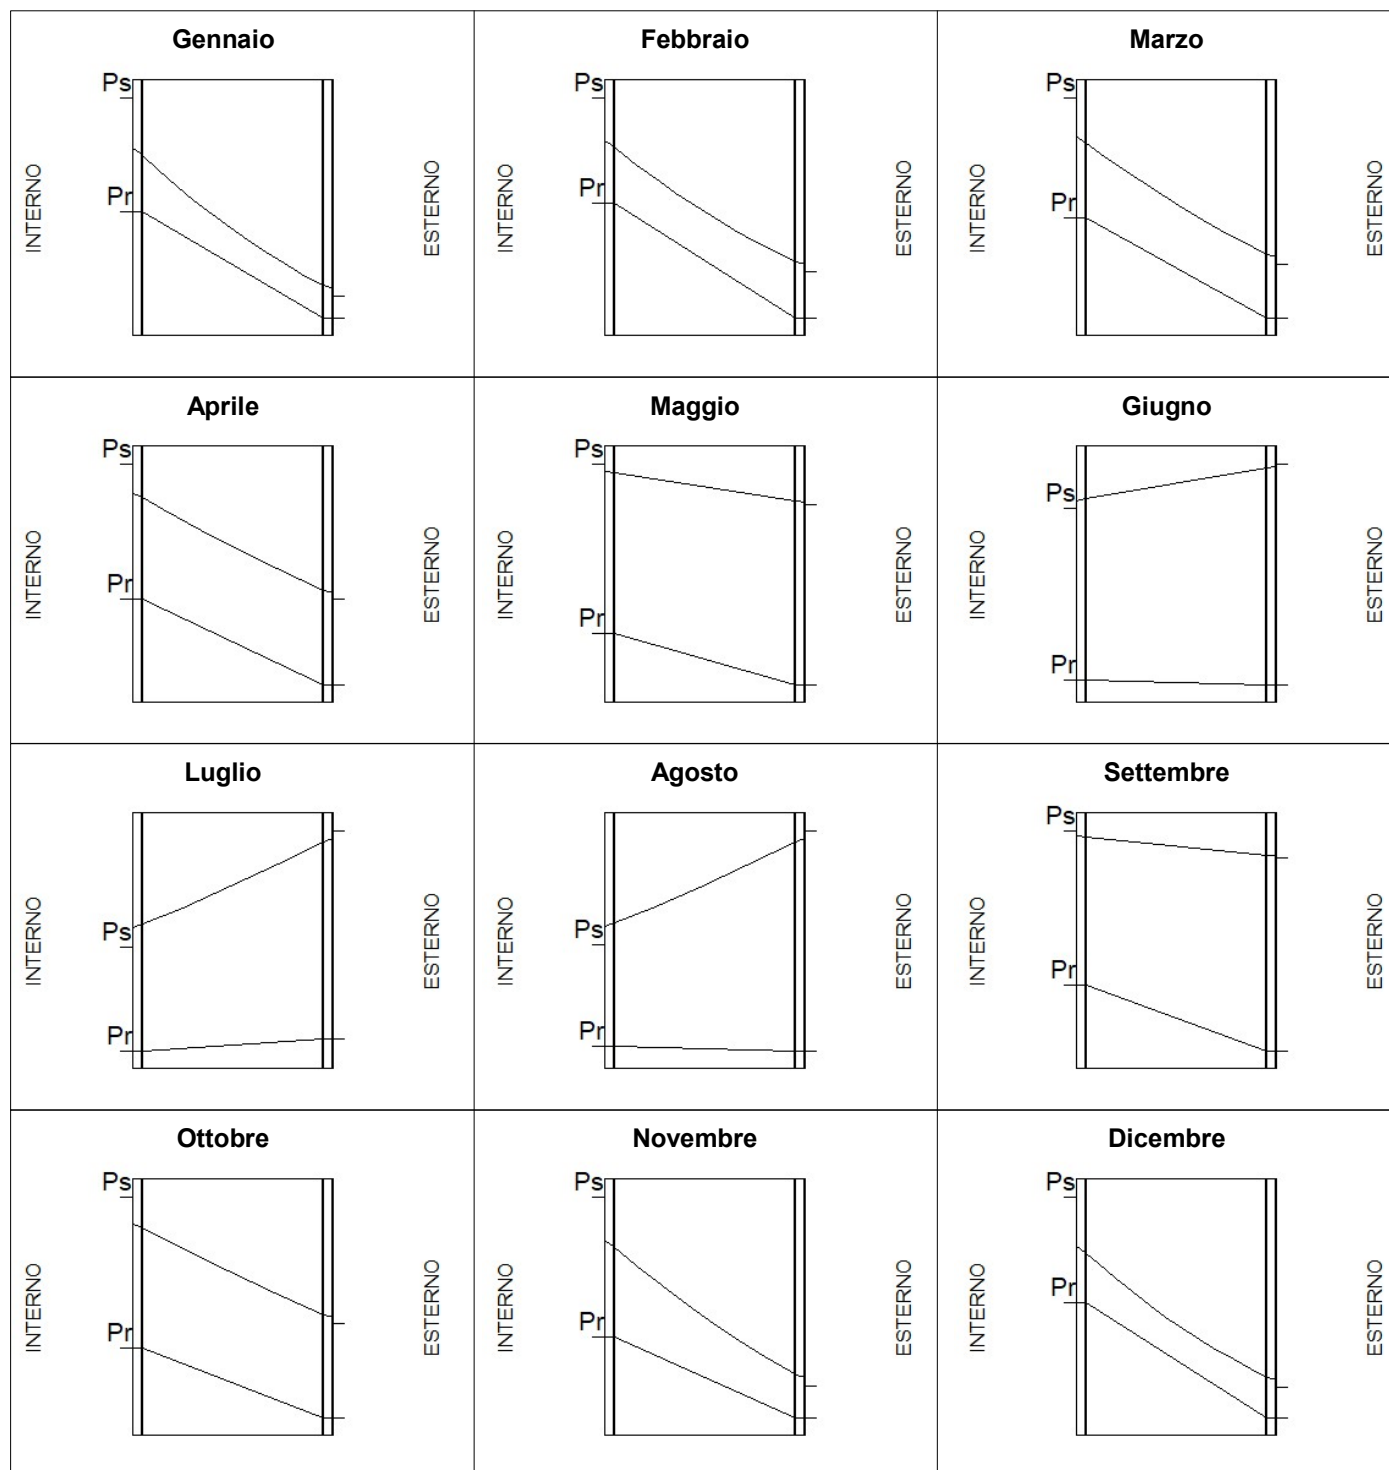 Gennaio
Ps
Pr
INTERNO
ESTERNO
Febbraio
Ps
Pr
INTERNO
ESTERNO
Marzo
Ps
Pr
INTERNO
ESTERNO
Aprile
Ps
Pr
INTERNO
ESTERNO
Maggio
Ps
Pr
INTERNO
ESTERNO
Giugno
Ps
Pr
INTERNO
ESTERNO
Luglio
Ps
Pr
INTERNO
ESTERNO
Agosto
Ps
Pr
INTERNO
ESTERNO
Settembre
Ps
Pr
INTERNO
ESTERNO
Ottobre
Ps
Pr
INTERNO
ESTERNO
Novembre
Ps
Pr
INTERNO
ESTERNO
Dicembre
Ps
Pr
INTERNO
ESTERNO